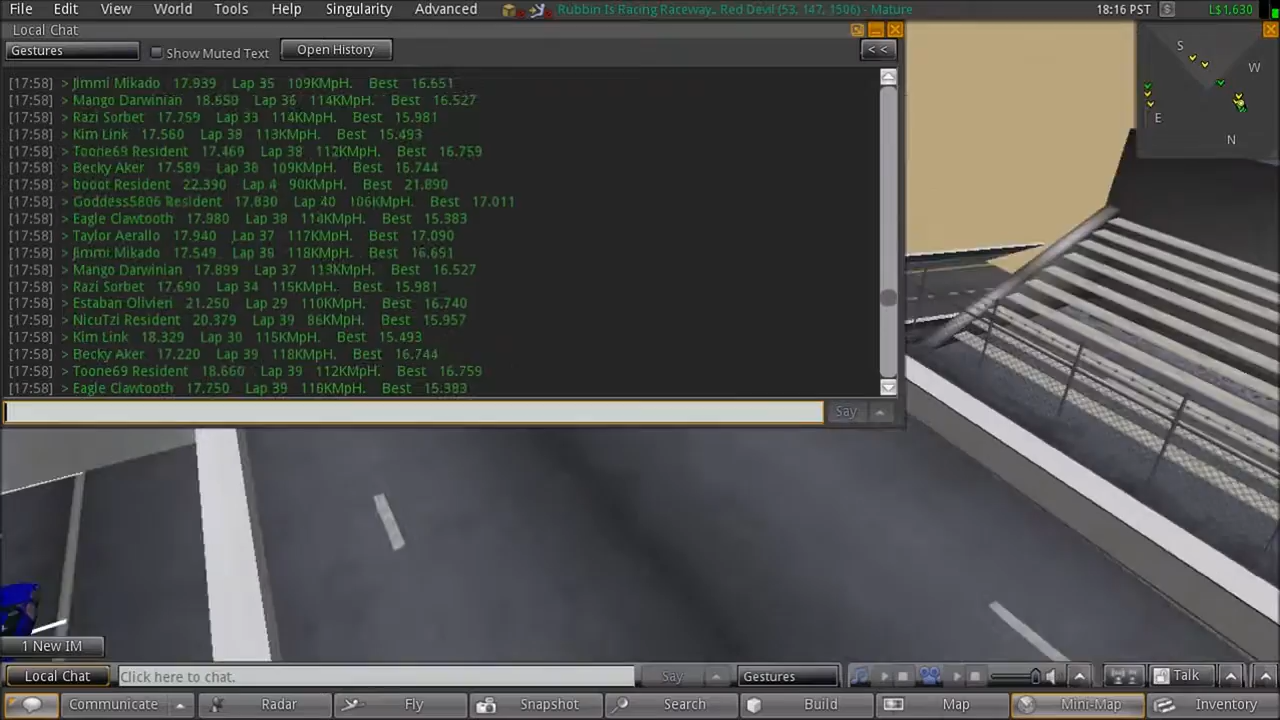 File Edit View World Tools Help Singularity Advanced Rubbin Is Racing Raceway.. Red Devil (53, 147, 1506) - Mature 18:16 PST $ L$1,630
Local Chat
Gestures Show Muted Text Open History < <
[17:58] > Jimmi Mikado 17.939 Lap 35 109KMpH. Best 16.651
[17:58] > Mango Darwinian 18.650 Lap 36 114KMpH. Best 16.527
[17:58] > Razi Sorbet 17.759 Lap 33 114KMpH. Best 15.981
[17:58] > Kim Link 17.560 Lap 39 113KMpH. Best 15.493
[17:58] > Toone69 Resident 17.469 Lap 38 112KMpH. Best 16.759
[17:58] > Becky Aker 17.589 Lap 38 109KMpH. Best 16.744
[17:58] > booot Resident 22.390 Lap 4 90KMpH. Best 21.890
[17:58] > Goddess5806 Resident 17.830 Lap 40 106KMpH. Best 17.011
[17:58] > Eagle Clawtooth 17.980 Lap 38 114KMpH. Best 15.383
[17:58] > Taylor Aerallo 17.940 Lap 37 117KMpH. Best 17.090
[17:58] > Jimmi Mikado 17.549 Lap 36 118KMpH. Best 16.651
[17:58] > Mango Darwinian 17.899 Lap 37 113KMpH. Best 16.527
[17:58] > Razi Sorbet 17.690 Lap 34 115KMpH. Best 15.981
[17:58] > Estaban Olivieri 21.250 Lap 29 110KMpH. Best 16.740
[17:58] > NicuTzi Resident 20.379 Lap 39 86KMpH. Best 15.957
[17:58] > Kim Link 18.329 Lap 30 115KMpH. Best 15.493
[17:58] > Becky Aker 17.220 Lap 39 118KMpH. Best 16.744
[17:58] > Toone69 Resident 18.660 Lap 39 112KMpH. Best 16.759
[17:58] > Eagle Clawtooth 17.750 Lap 39 116KMpH. Best 15.383
Say
S
W
E
N
1 New IM
Local Chat Click here to chat. Say Gestures Talk
Communicate Radar Fly Snapshot Search Build Map Mini-Map Inventory